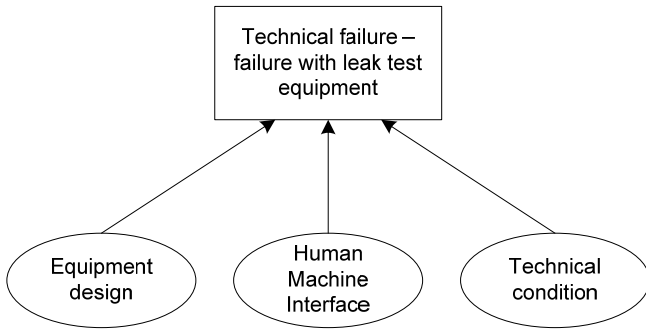 Technical failure –
failure with leak test
equipment
Equipment
design
Human
Machine
Interface
Technical
condition